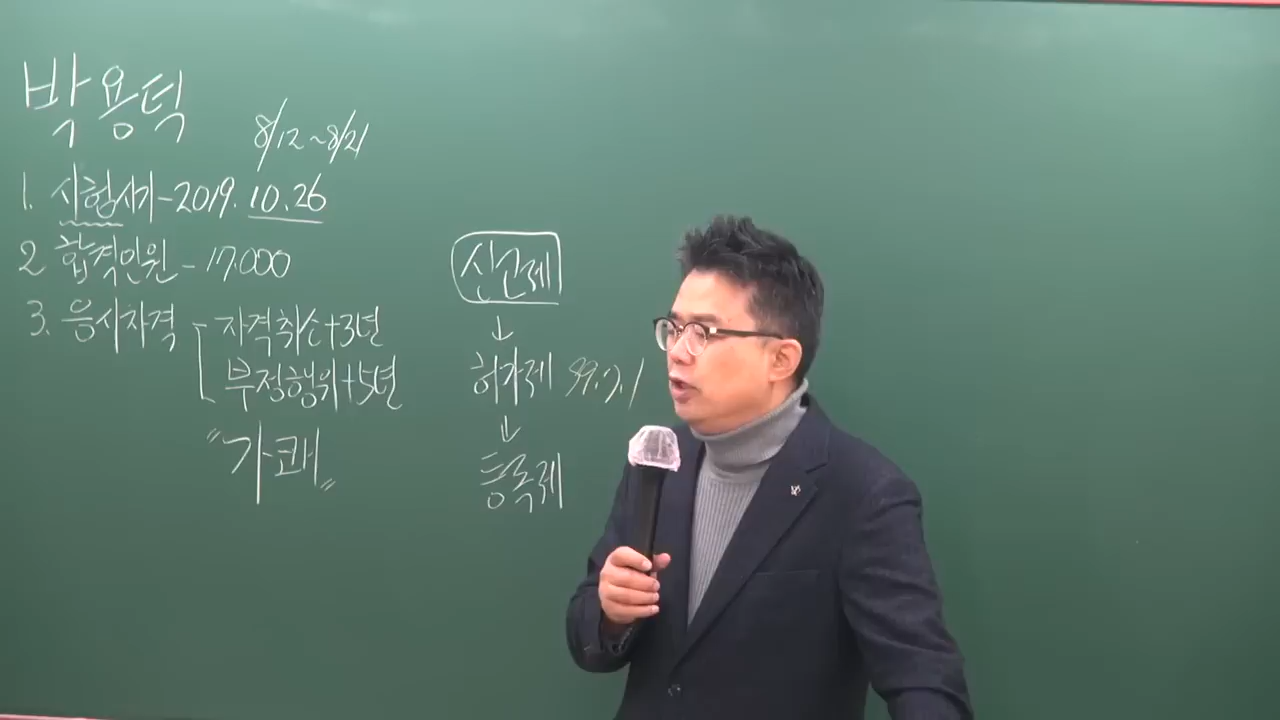 박용덕
8/12~8/21
1. 시험시기-2019. 10.26
2 합격인원 - 17.000
3. 응시자격 - 자격취소+3년
부정행위+5년
"가쾌"
신고제
↓
허가제 99.7.1
↓
등록제